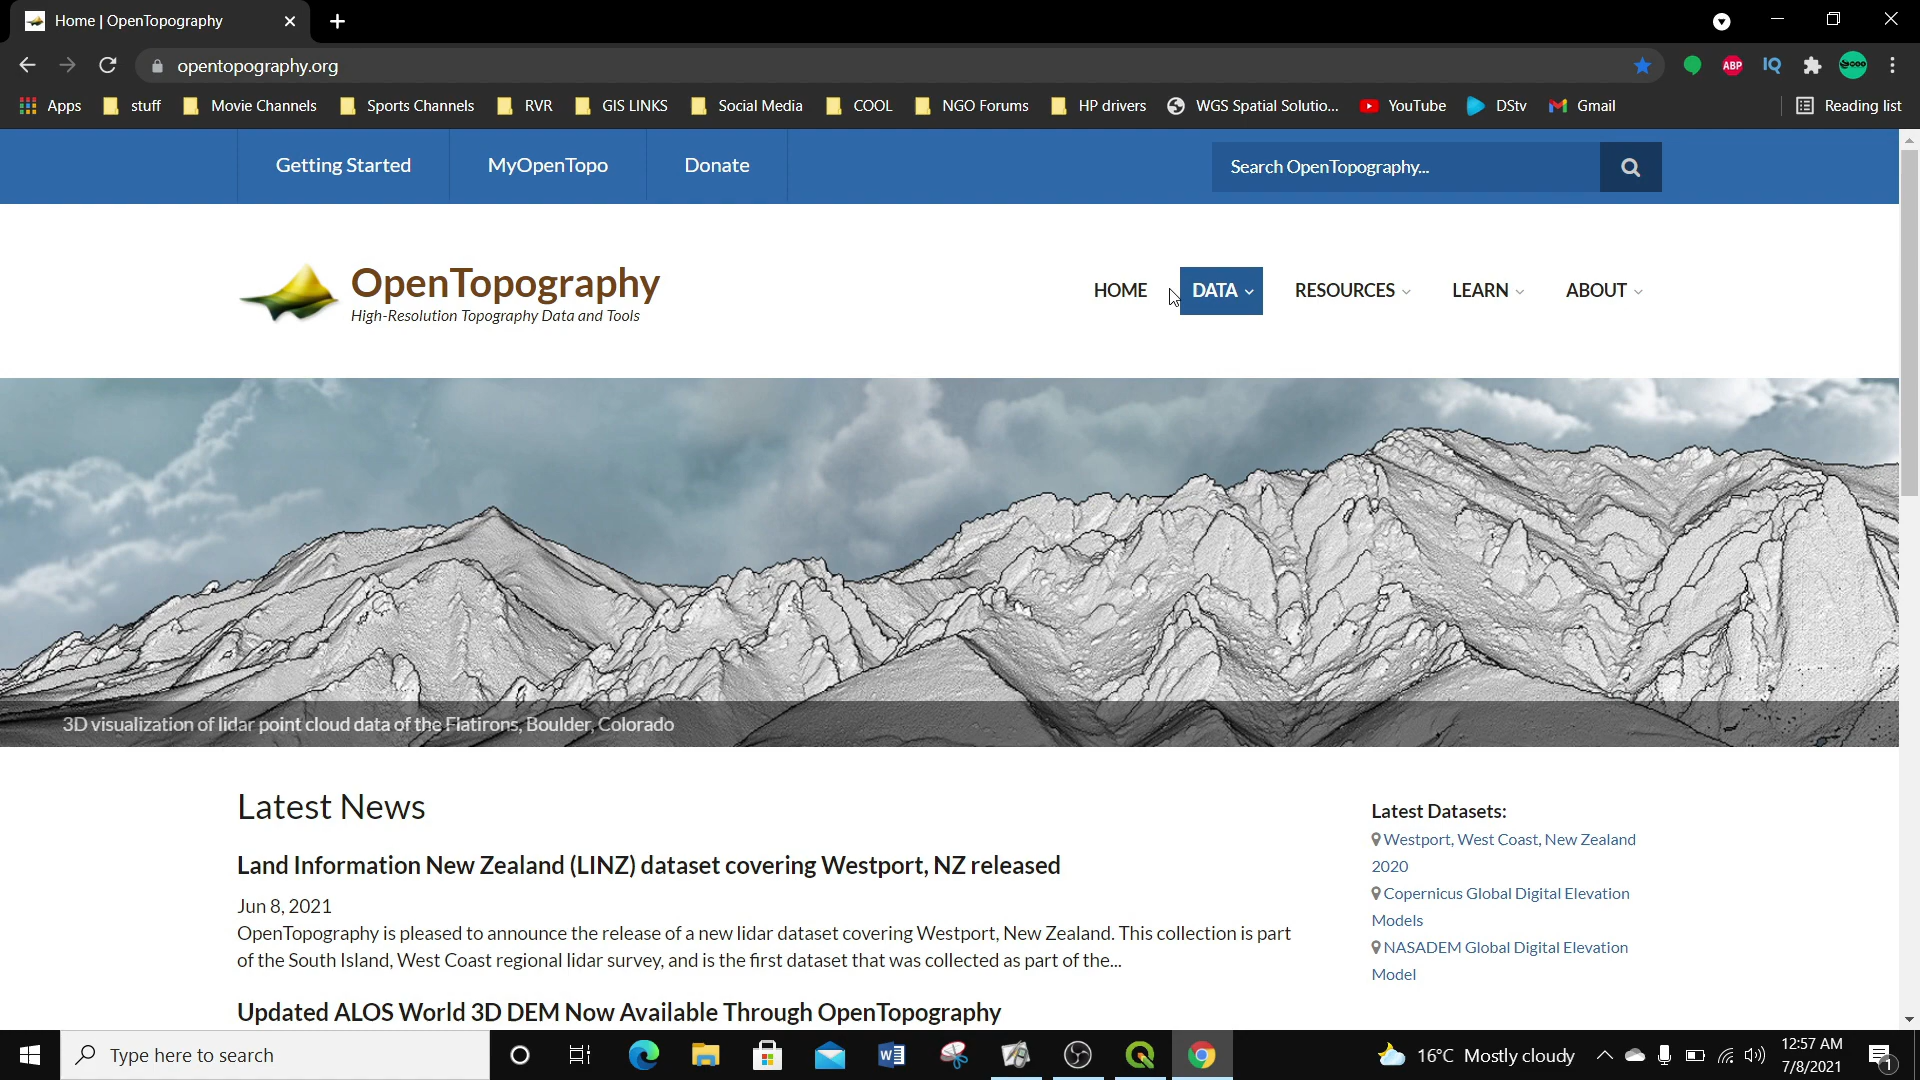 Home | OpenTopography
opentopography.org
ABP
IQ
Apps
stuff
Movie Channels
Sports Channels
RVR
GIS LINKS
Social Media
COOL
NGO Forums
HP drivers
WGS Spatial Solutio...
YouTube
DStv
Gmail
Reading list
Getting Started
MyOpenTopo
Donate
Search OpenTopography...
OpenTopography
High-Resolution Topography Data and Tools
HOME
DATA
RESOURCES
LEARN
ABOUT
3D visualization of lidar point cloud data of the Flatirons, Boulder, Colorado
Latest News
Land Information New Zealand (LINZ) dataset covering Westport, NZ released
Jun 8, 2021
OpenTopography is pleased to announce the release of a new lidar dataset covering Westport, New Zealand. This collection is part
of the South Island, West Coast regional lidar survey, and is the first dataset that was collected as part of the...
Updated ALOS World 3D DEM Now Available Through OpenTopography
Latest Datasets:
Westport, West Coast, New Zealand
2020
Copernicus Global Digital Elevation
Models
NASADEM Global Digital Elevation
Model
Type here to search
16°C Mostly cloudy
12:57 AM
7/8/2021
1